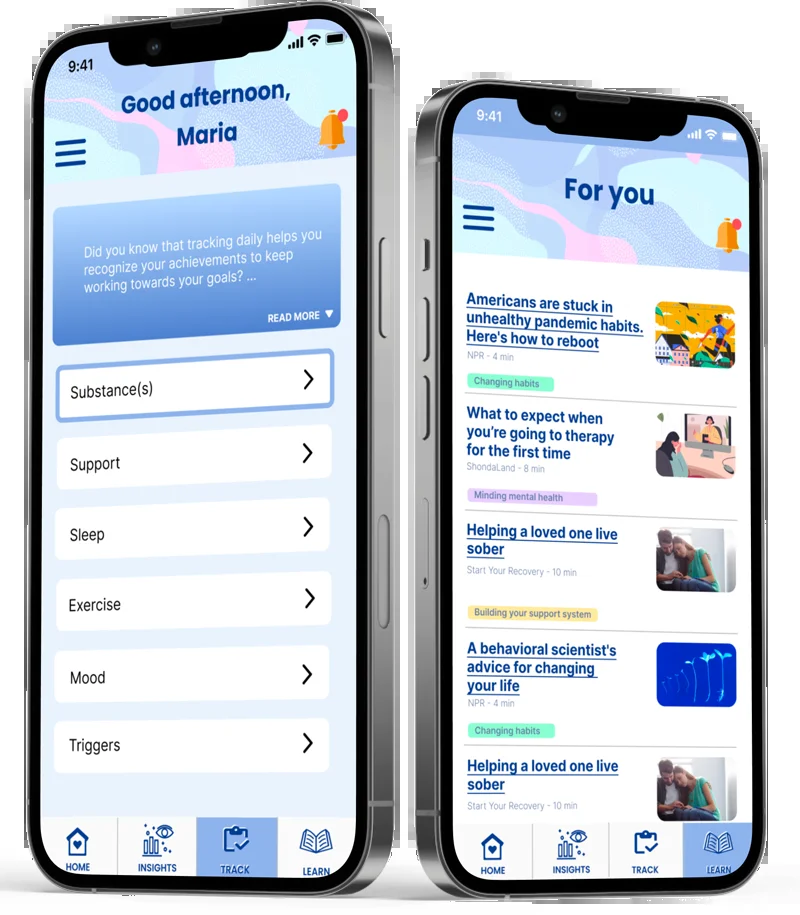 9:41
Good afternoon,
Maria
Did you know that tracking daily helps you
recognize your achievements to keep
working towards your goals? ...
READ MORE
Substance(s)
Support
Sleep
Exercise
Mood
Triggers
HOME
INSIGHTS
TRACK
LEARN
9:41
For you
Americans are stuck in
unhealthy pandemic habits.
Here's how to reboot
NPR - 4 min
Changing habits
What to expect when
you’re going to therapy
for the first time
ShondaLand - 8 min
Minding mental health
Helping a loved one live
sober
Start Your Recovery - 10 min
Building your support system
A behavioral scientist's
advice for changing
your life
NPR - 4 min
Changing habits
Helping a loved one live
sober
Start Your Recovery - 10 min
HOME
INSIGHTS
TRACK
LEARN